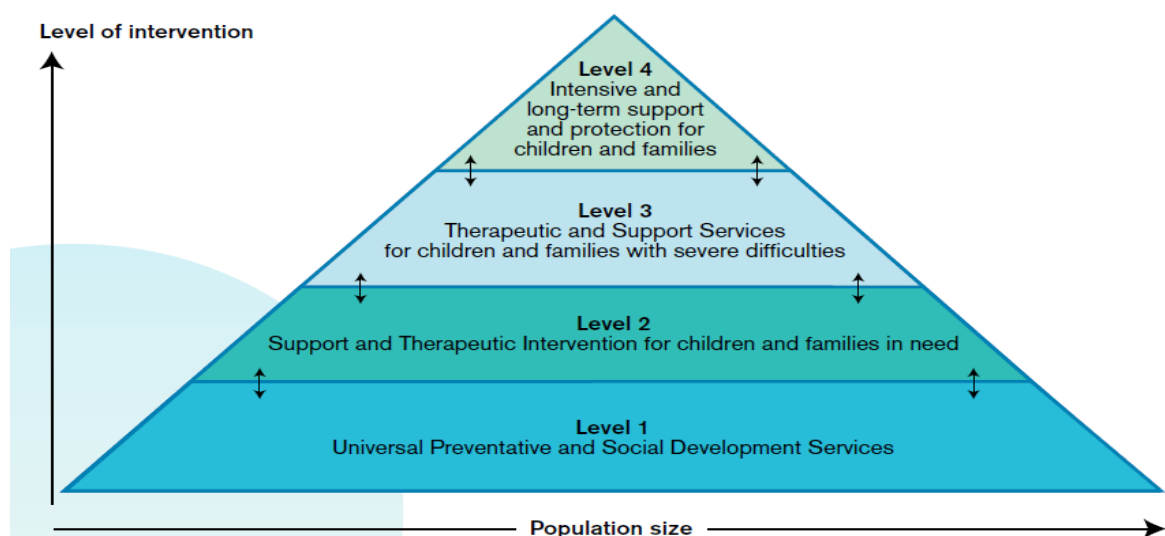 Level of intervention
Level 4
Intensive and
long-term support
and protection for
children and families
Level 3
Therapeutic and Support Services
for children and families with severe difficulties
Level 2
Support and Therapeutic Intervention for children and families in need
Level 1
Universal Preventative and Social Development Services
Population size